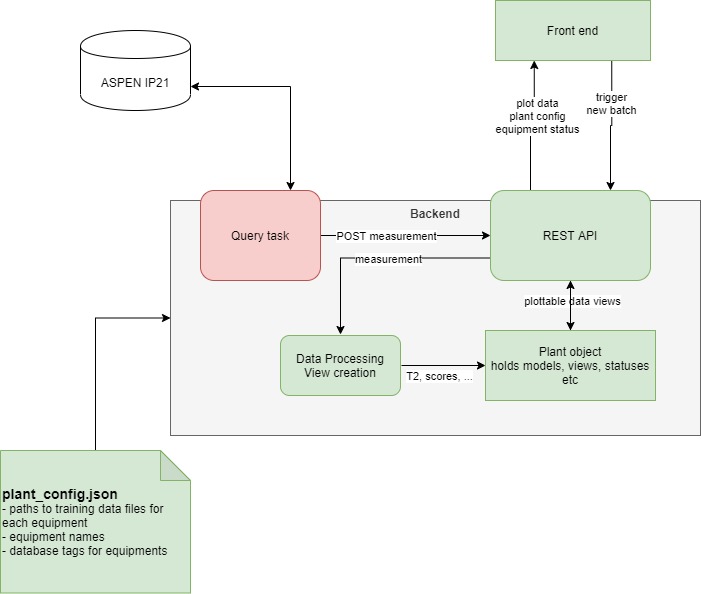 Front end
ASPEN IP21
plot data
plant config
equipment status
trigger
new batch
Backend
Query task
POST measurement
REST API
measurement
plottable data views
Data Processing
View creation
T2, scores, ...
Plant object
holds models, views, statuses
etc
plant_config.json
- paths to training data files for
each equipment
- equipment names
- database tags for equipments